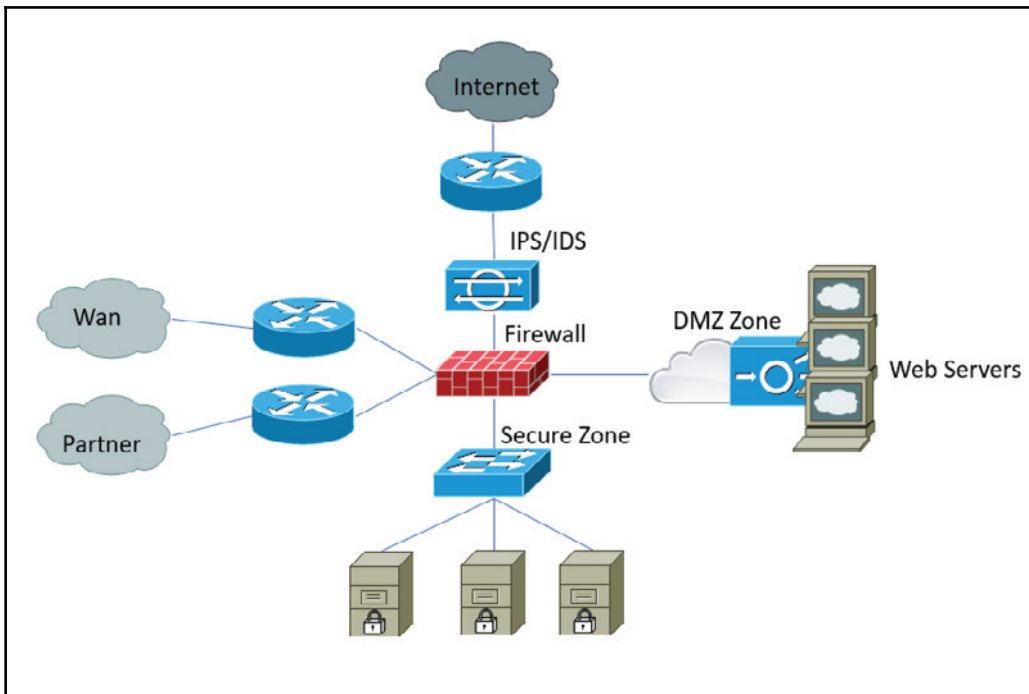 Internet
IPS/IDS
Firewall
DMZ Zone
Web Servers
Wan
Partner
Secure Zone